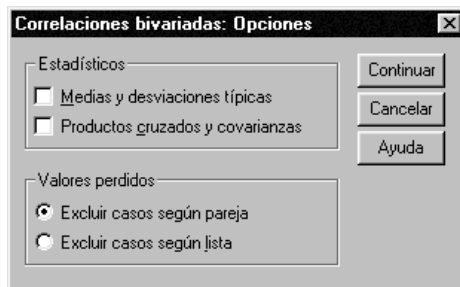 Correlaciones bivariadas: Opciones
Estadísticos
Medias y desviaciones típicas
Productos cruzados y covarianzas
Valores perdidos
Excluir casos según pareja
Excluir casos según lista
Continuar
Cancelar
Ayuda